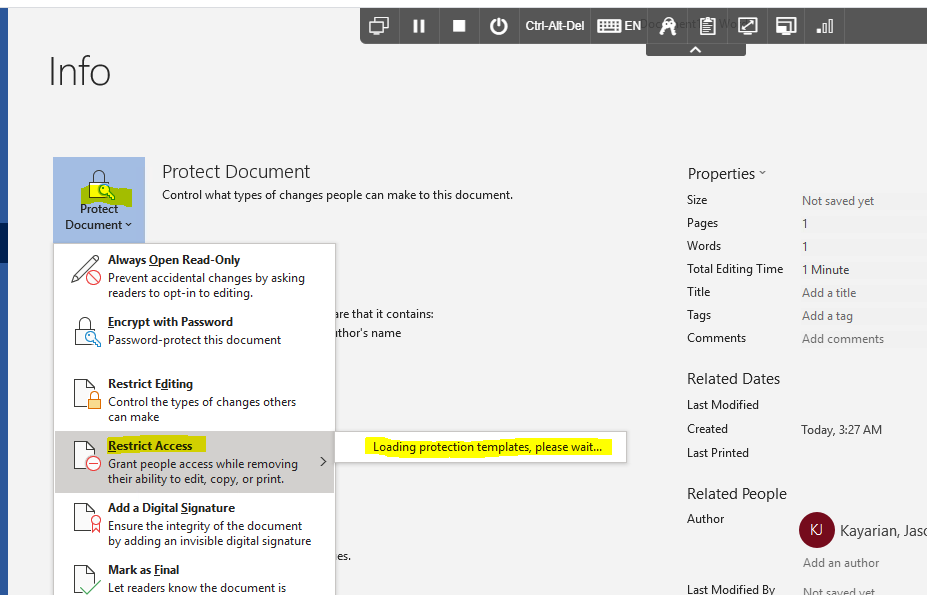 Ctrl-Alt-Del
EN
Info
Protect Document
Control what types of changes people can make to this document.
Protect
Document
Always Open Read-Only
Prevent accidental changes by asking
readers to opt-in to editing.
Encrypt with Password
Password-protect this document
Restrict Editing
Control the types of changes others
can make
Restrict Access
Grant people access while removing
their ability to edit, copy, or print.
Loading protection templates, please wait...
Add a Digital Signature
Ensure the integrity of the document
by adding an invisible digital signature
Mark as Final
Let readers know the document is
are that it contains:
thor's name
es.
Properties
Size Not saved yet
Pages 1
Words 1
Total Editing Time 1 Minute
Title Add a title
Tags Add a tag
Comments Add comments
Related Dates
Last Modified
Created Today, 3:27 AM
Last Printed
Related People
Author
KJ Kayarian, Jaso
Add an author
Last Modified By Not saved yet